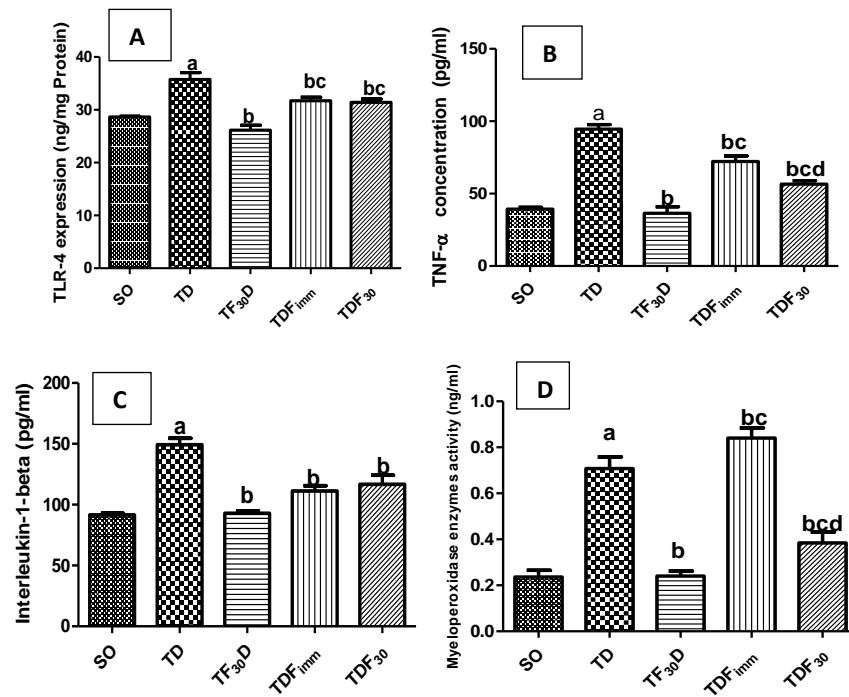 A
TLR-4 expression (ng/mg Protein)
40
30
20
10
0
a
b
bc
bc
SO
TD
TF30D
TDFimm
TDF30
B
TNF-α concentration (pg/ml)
150
100
50
0
a
b
bc
bcd
SO
TD
TF30D
TDFimm
TDF30
C
Interleukin-1-beta (pg/ml)
200
150
100
50
0
a
b
b
b
SO
TD
TF30D
TDFimm
TDF30
D
Myeloperoxidase enzymes activity (ng/ml)
1.0
0.8
0.6
0.4
0.2
0.0
a
b
bc
bcd
SO
TD
TF30D
TDFimm
TDF30